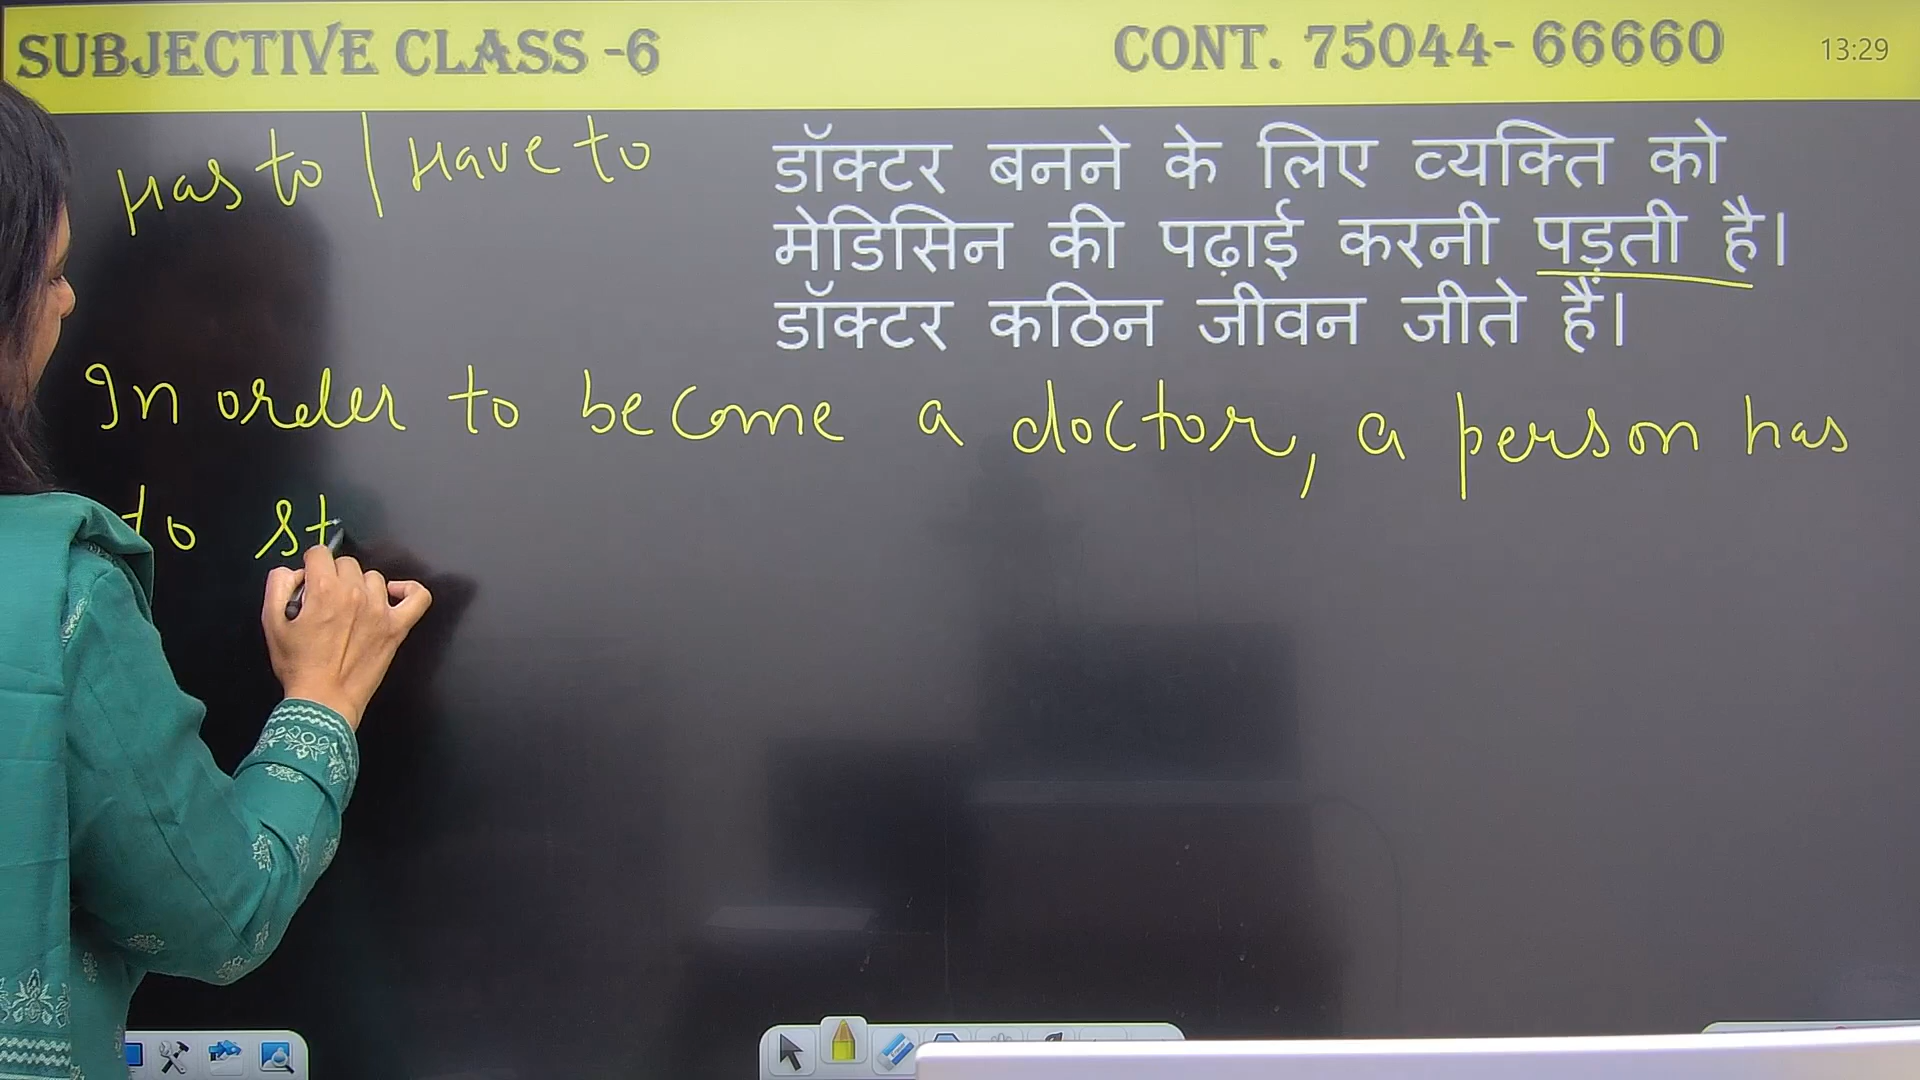 SUBJECTIVE CLASS -6
CONT. 75044- 66660
13:29
Has to / Have to
डॉक्टर बनने के लिए व्यक्ति को
मेडिसिन की पढ़ाई करनी पड़ती है।
डॉक्टर कठिन जीवन जीते हैं।
In order to become a doctor, a person has
to st